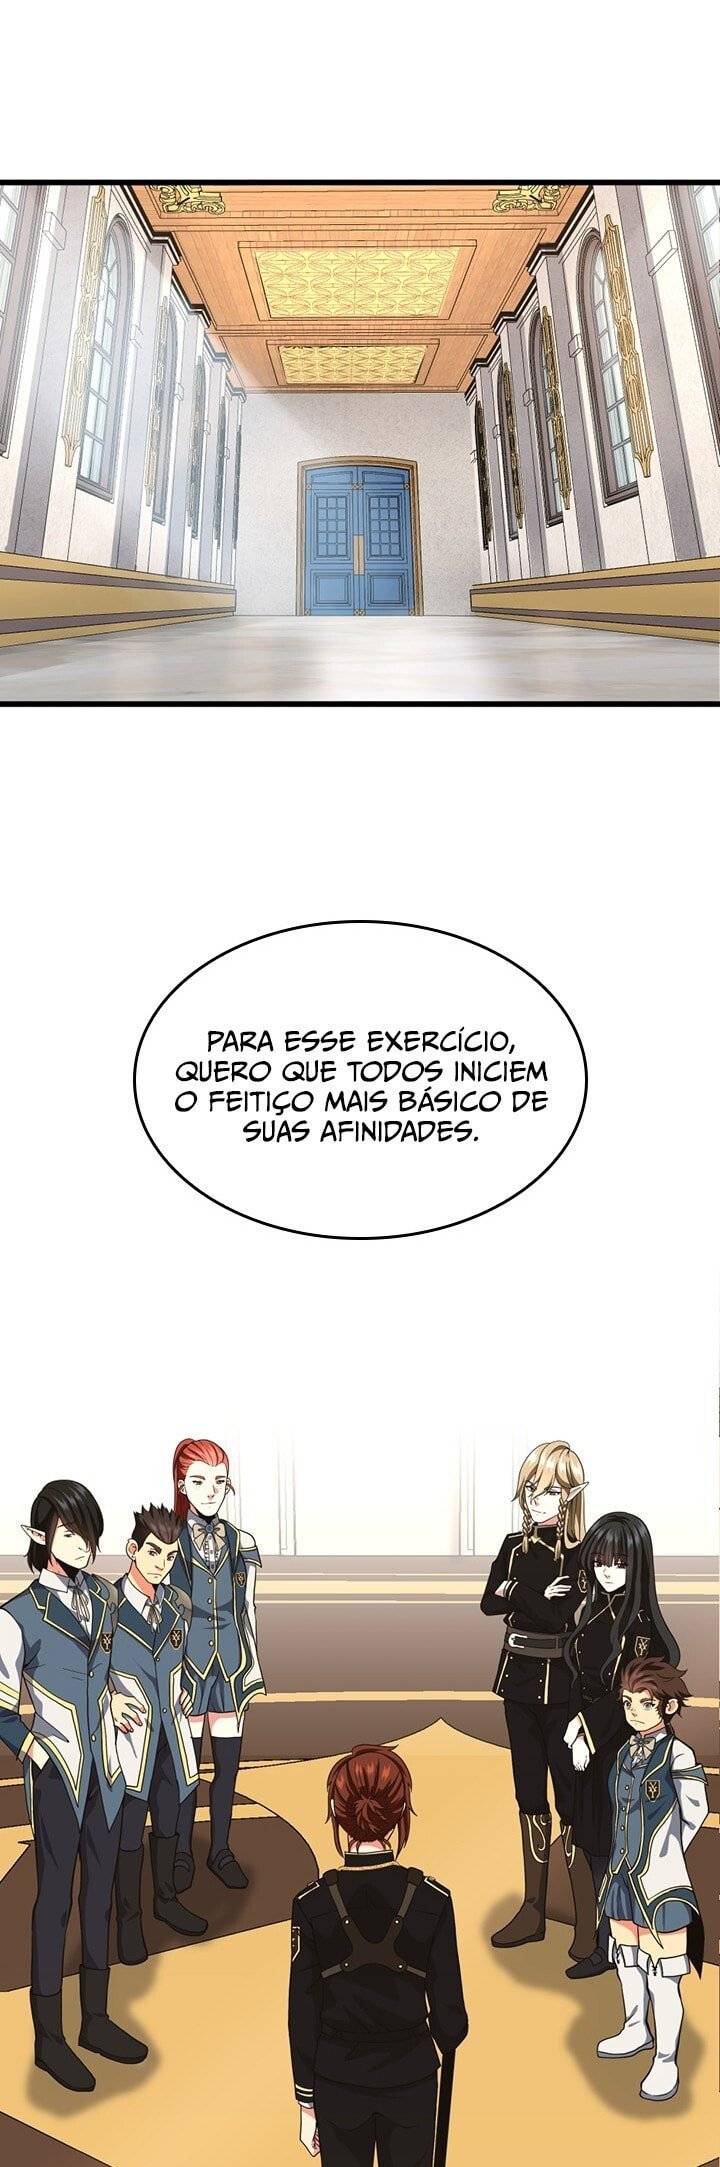 PARA ESSE EXERCÍCIO,
QUERO QUE TODOS INICIEM
O FEITIÇO MAIS BÁSICO DE
SUAS AFINIDADES.